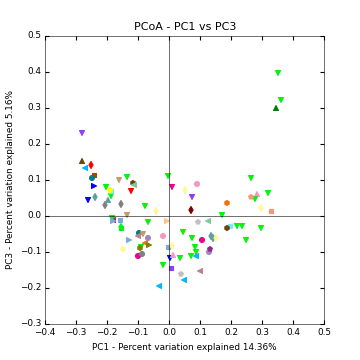 PCoA - PC1 vs PC3
0.5
0.4
0.3
0.2
0.1
0.0
−0.1
−0.2
−0.3
PC3 - Percent variation explained 5.16%
−0.4 −0.3 −0.2 −0.1 0.0 0.1 0.2 0.3 0.4 0.5
PC1 - Percent variation explained 14.36%